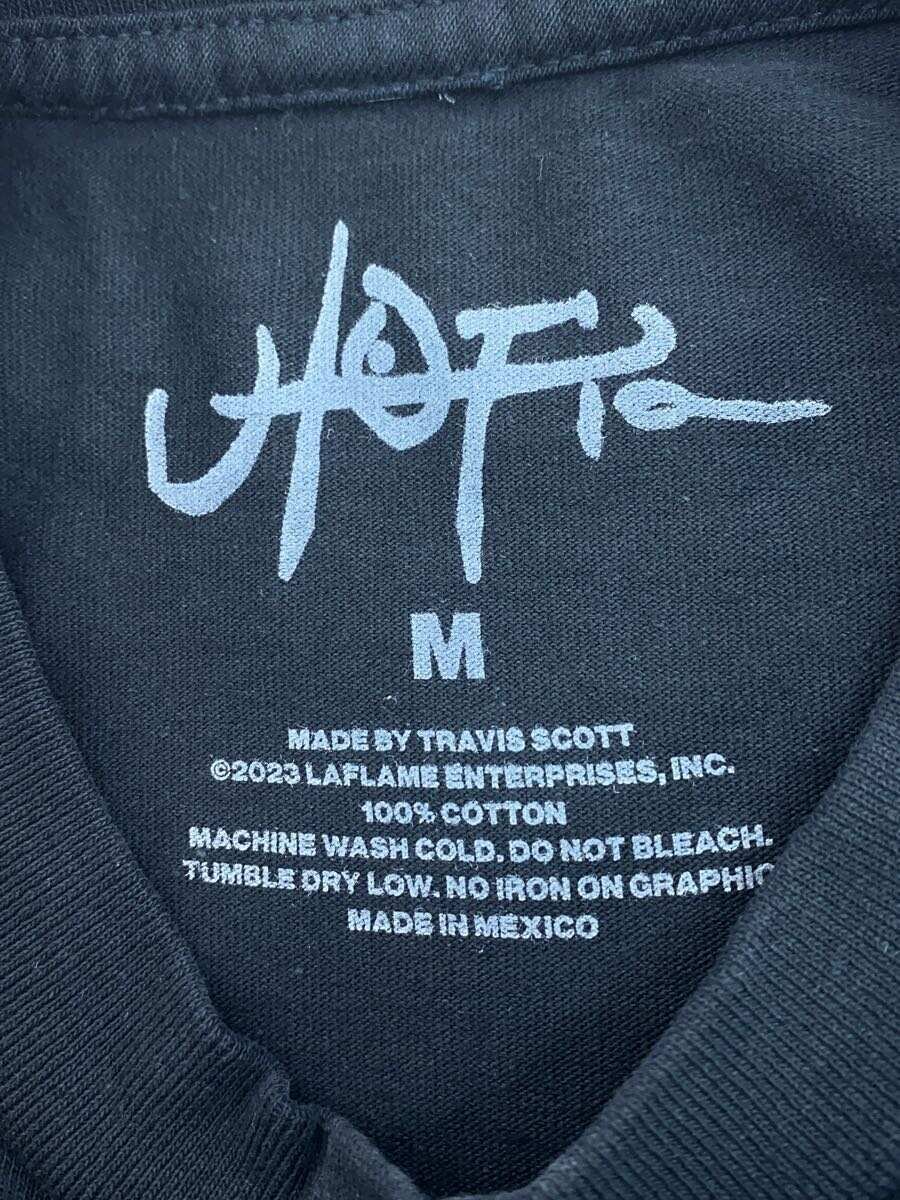 UTOPIA
M
MADE BY TRAVIS SCOTT
©2023 LAFLAME ENTERPRISES, INC.
100% COTTON
MACHINE WASH COLD. DO NOT BLEACH.
TUMBLE DRY LOW. NO IRON ON GRAPHIC
MADE IN MEXICO